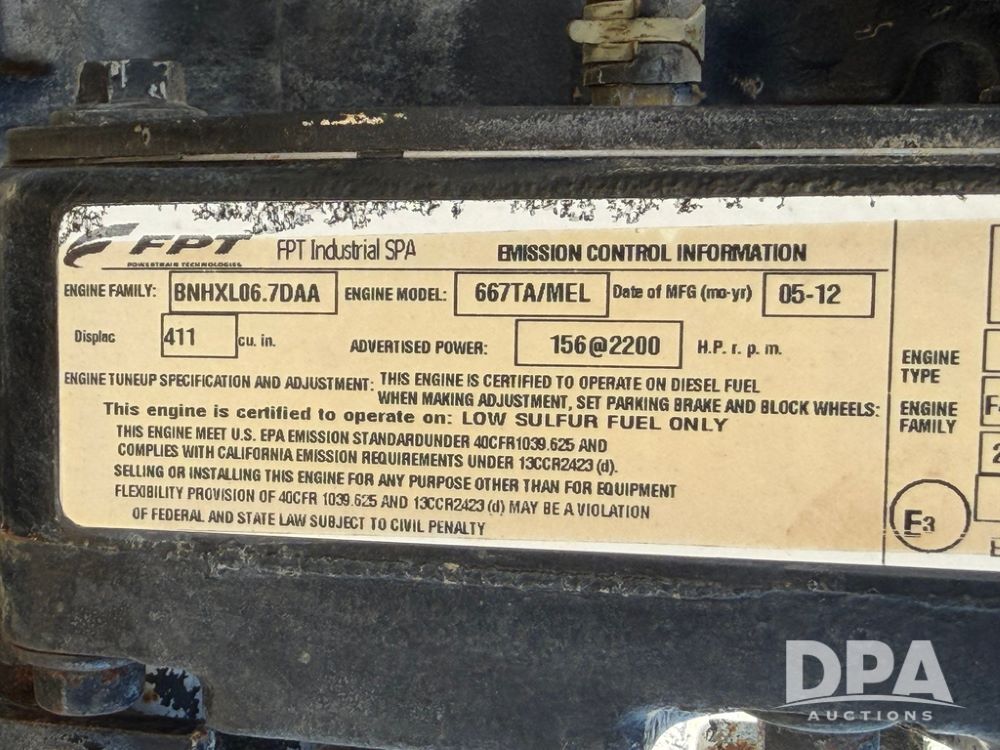 FPT FPT Industrial SPA EMISSION CONTROL INFORMATION
POWERTRAIN TECHNOLOGIES
ENGINE FAMILY: BNHXL06.7DAA ENGINE MODEL: 667TA/MEL Date of MFG (mo-yr) 05-12
Displac 411 cu. in. ADVERTISED POWER: 156@2200 H.P. r. p. m.
ENGINE TUNEUP SPECIFICATION AND ADJUSTMENT: THIS ENGINE IS CERTIFIED TO OPERATE ON DIESEL FUEL
WHEN MAKING ADJUSTMENT, SET PARKING BRAKE AND BLOCK WHEELS:
This engine is certified to operate on: LOW SULFUR FUEL ONLY
THIS ENGINE MEET U.S. EPA EMISSION STANDARDUNDER 40CFR1039.625 AND
COMPLIES WITH CALIFORNIA EMISSION REQUIREMENTS UNDER 13CCR2423 (d).
SELLING OR INSTALLING THIS ENGINE FOR ANY PURPOSE OTHER THAN FOR EQUIPMENT
FLEXIBILITY PROVISION OF 40CFR 1039.625 AND 13CCR2423 (d) MAY BE A VIOLATION
OF FEDERAL AND STATE LAW SUBJECT TO CIVIL PENALTY
ENGINE
TYPE
ENGINE
FAMILY
E3
DPA
AUCTIONS